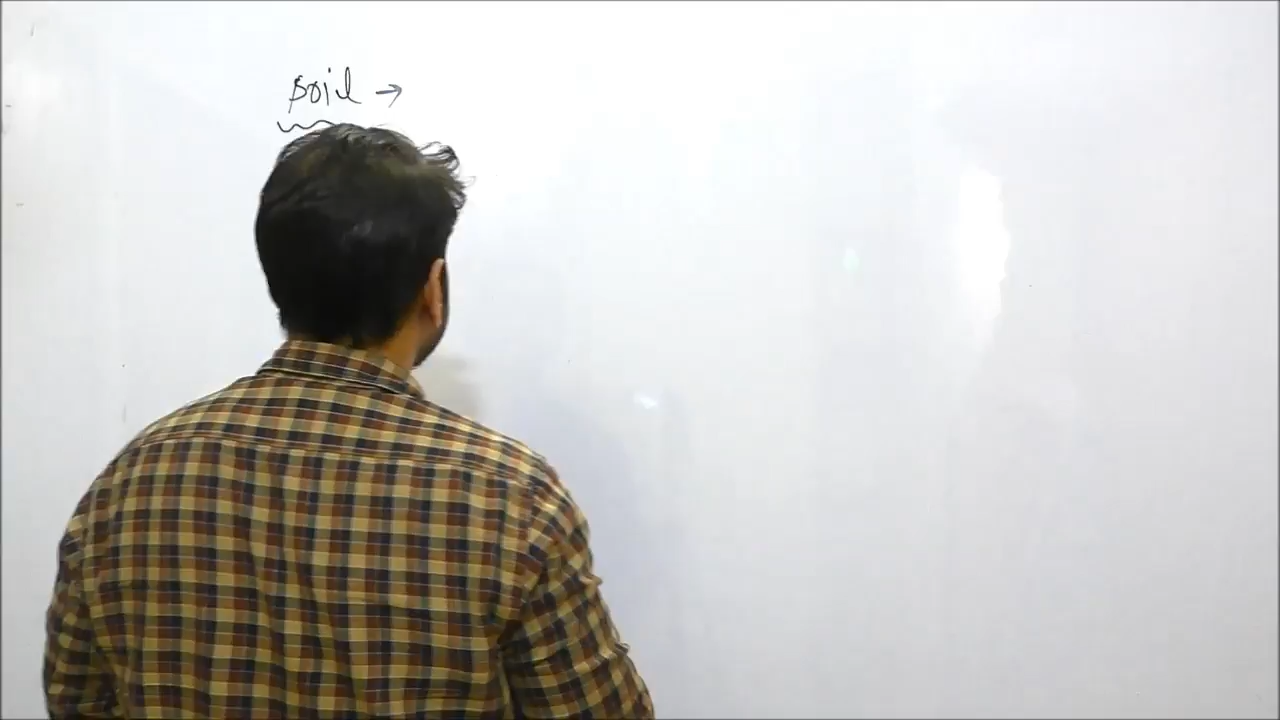 soil →